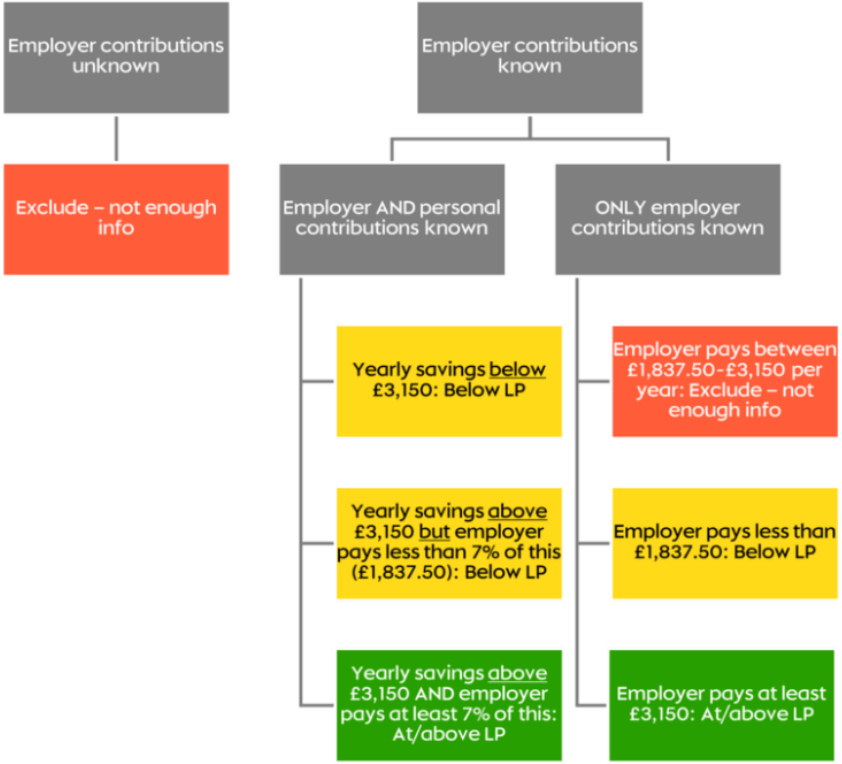 Employer contributions
unknown
Employer contributions
known
Exclude – not enough
info
Employer AND personal
contributions known
ONLY employer
contributions known
Yearly savings below
£3,150: Below LP
Employer pays between
£1,837.50-£3,150 per
year: Exclude – not
enough info
Yearly savings above
£3,150 but employer
pays less than 7% of this
(£1,837.50): Below LP
Employer pays less than
£1,837.50: Below LP
Yearly savings above
£3,150 AND employer
pays at least 7% of this:
At/above LP
Employer pays at least
£3,150: At/above LP